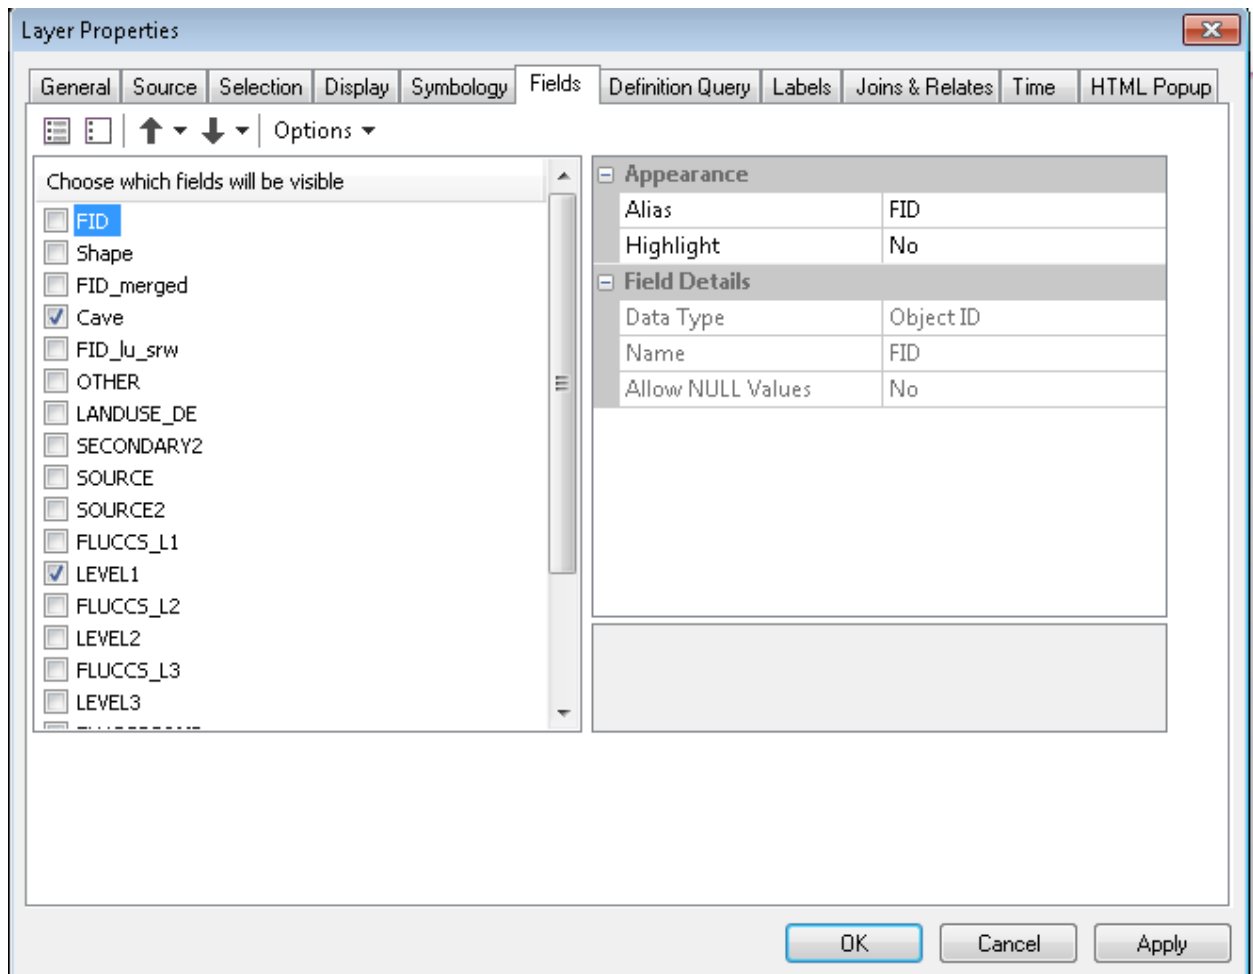 Layer Properties
General Source Selection Display Symbology Fields Definition Query Labels Joins & Relates Time HTML Popup
Options
Choose which fields will be visible
FID
Shape
FID_merged
Cave
FID_lu_srw
OTHER
LANDUSE_DE
SECONDARY2
SOURCE
SOURCE2
FLUCCS_L1
LEVEL1
FLUCCS_L2
LEVEL2
FLUCCS_L3
LEVEL3
Appearance
Alias FID
Highlight No
Field Details
Data Type Object ID
Name FID
Allow NULL Values No
OK Cancel Apply